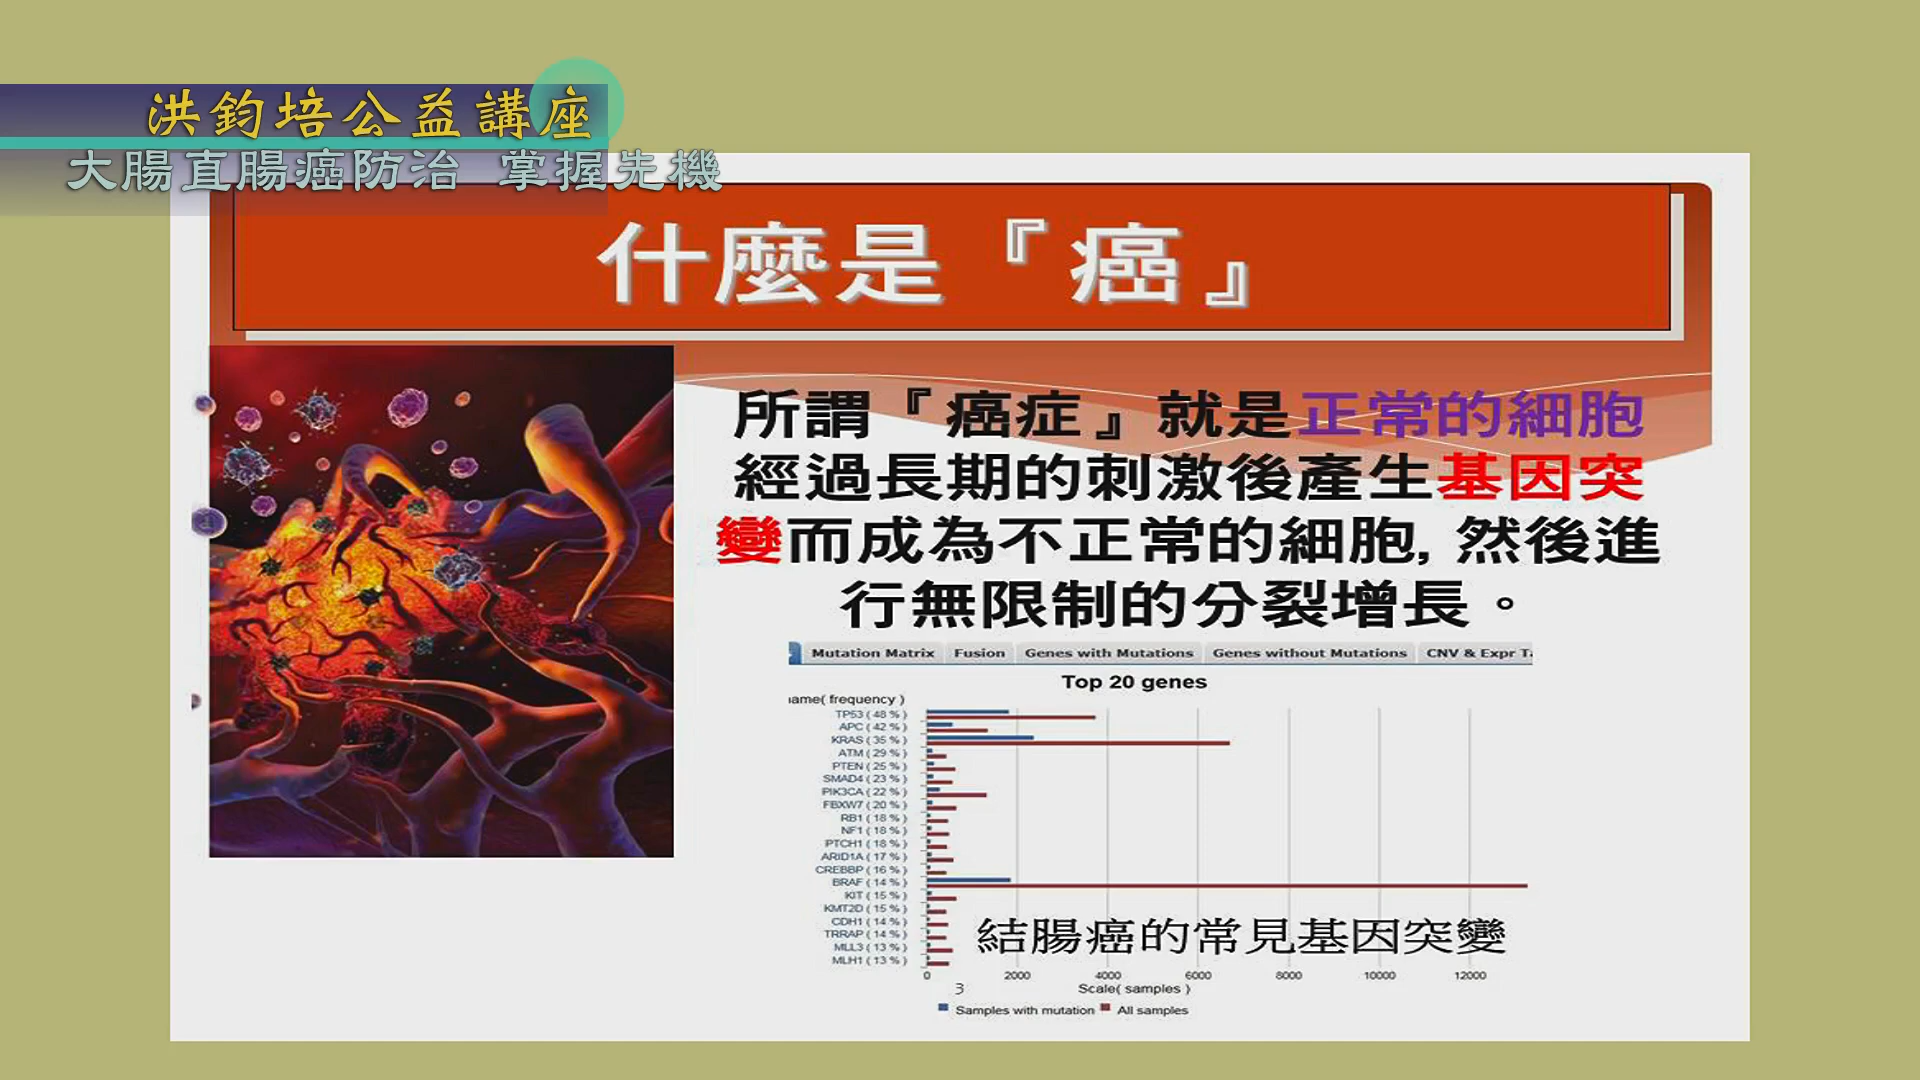 洪鈞培公益講座
大腸直腸癌防治 掌握先機
什麼是『癌』
所謂『癌症』就是正常的細胞
經過長期的刺激後產生基因突
變而成為不正常的細胞, 然後進
行無限制的分裂增長。
Mutation Matrix Fusion Genes with Mutations Genes without Mutations CNV & Expr Ta
Top 20 genes
ame( frequency )
TP53 ( 48 % )
APC ( 42 % )
KRAS ( 35 % )
ATM ( 29 % )
PTEN ( 25 % )
SMAD4 ( 23 % )
PIK3CA ( 22 % )
FBXW7 ( 20 % )
RB1 ( 18 % )
NF1 ( 18 % )
PTCH1 ( 18 % )
ARID1A ( 17 % )
CREBBP ( 16 % )
BRAF ( 14 % )
KIT ( 15 % )
KMT2D ( 15 % )
CDH1 ( 14 % )
TRRAP ( 14 % )
MLL3 ( 13 % )
MLH1 ( 13 % )
結腸癌的常見基因突變
0 2000 4000 6000 8000 10000 12000
3
Scale( samples )
Samples with mutation All samples